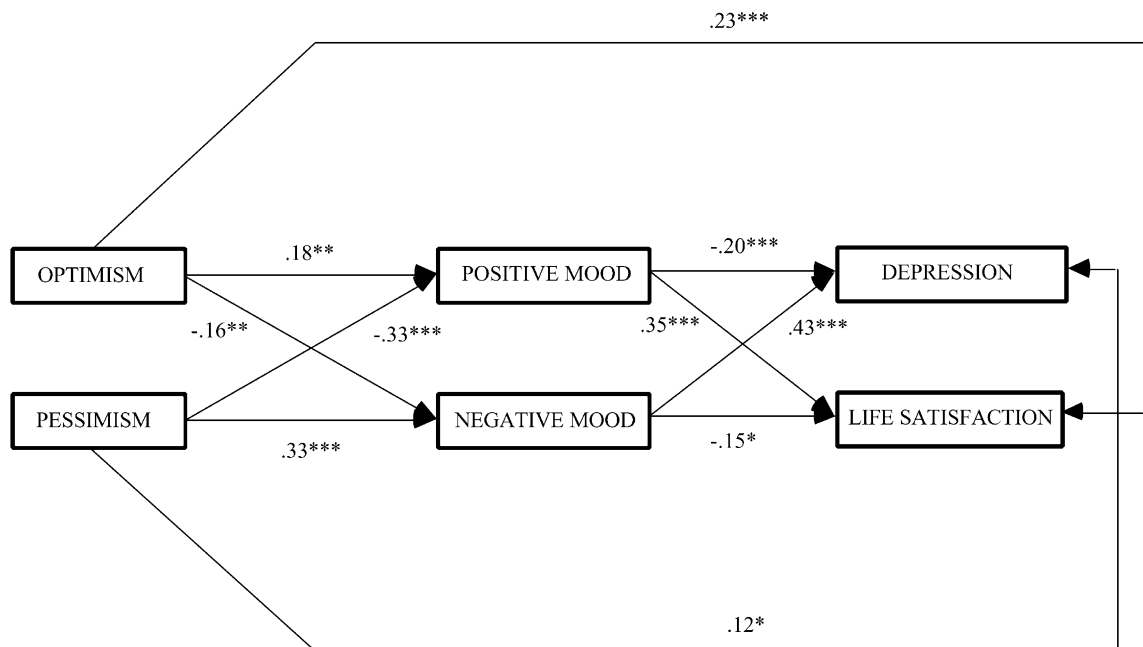 .23***
OPTIMISM
.18**
POSITIVE MOOD
-.20***
DEPRESSION
-.16**
-.33***
.35***
.43***
PESSIMISM
.33***
NEGATIVE MOOD
-.15*
LIFE SATISFACTION
.12*